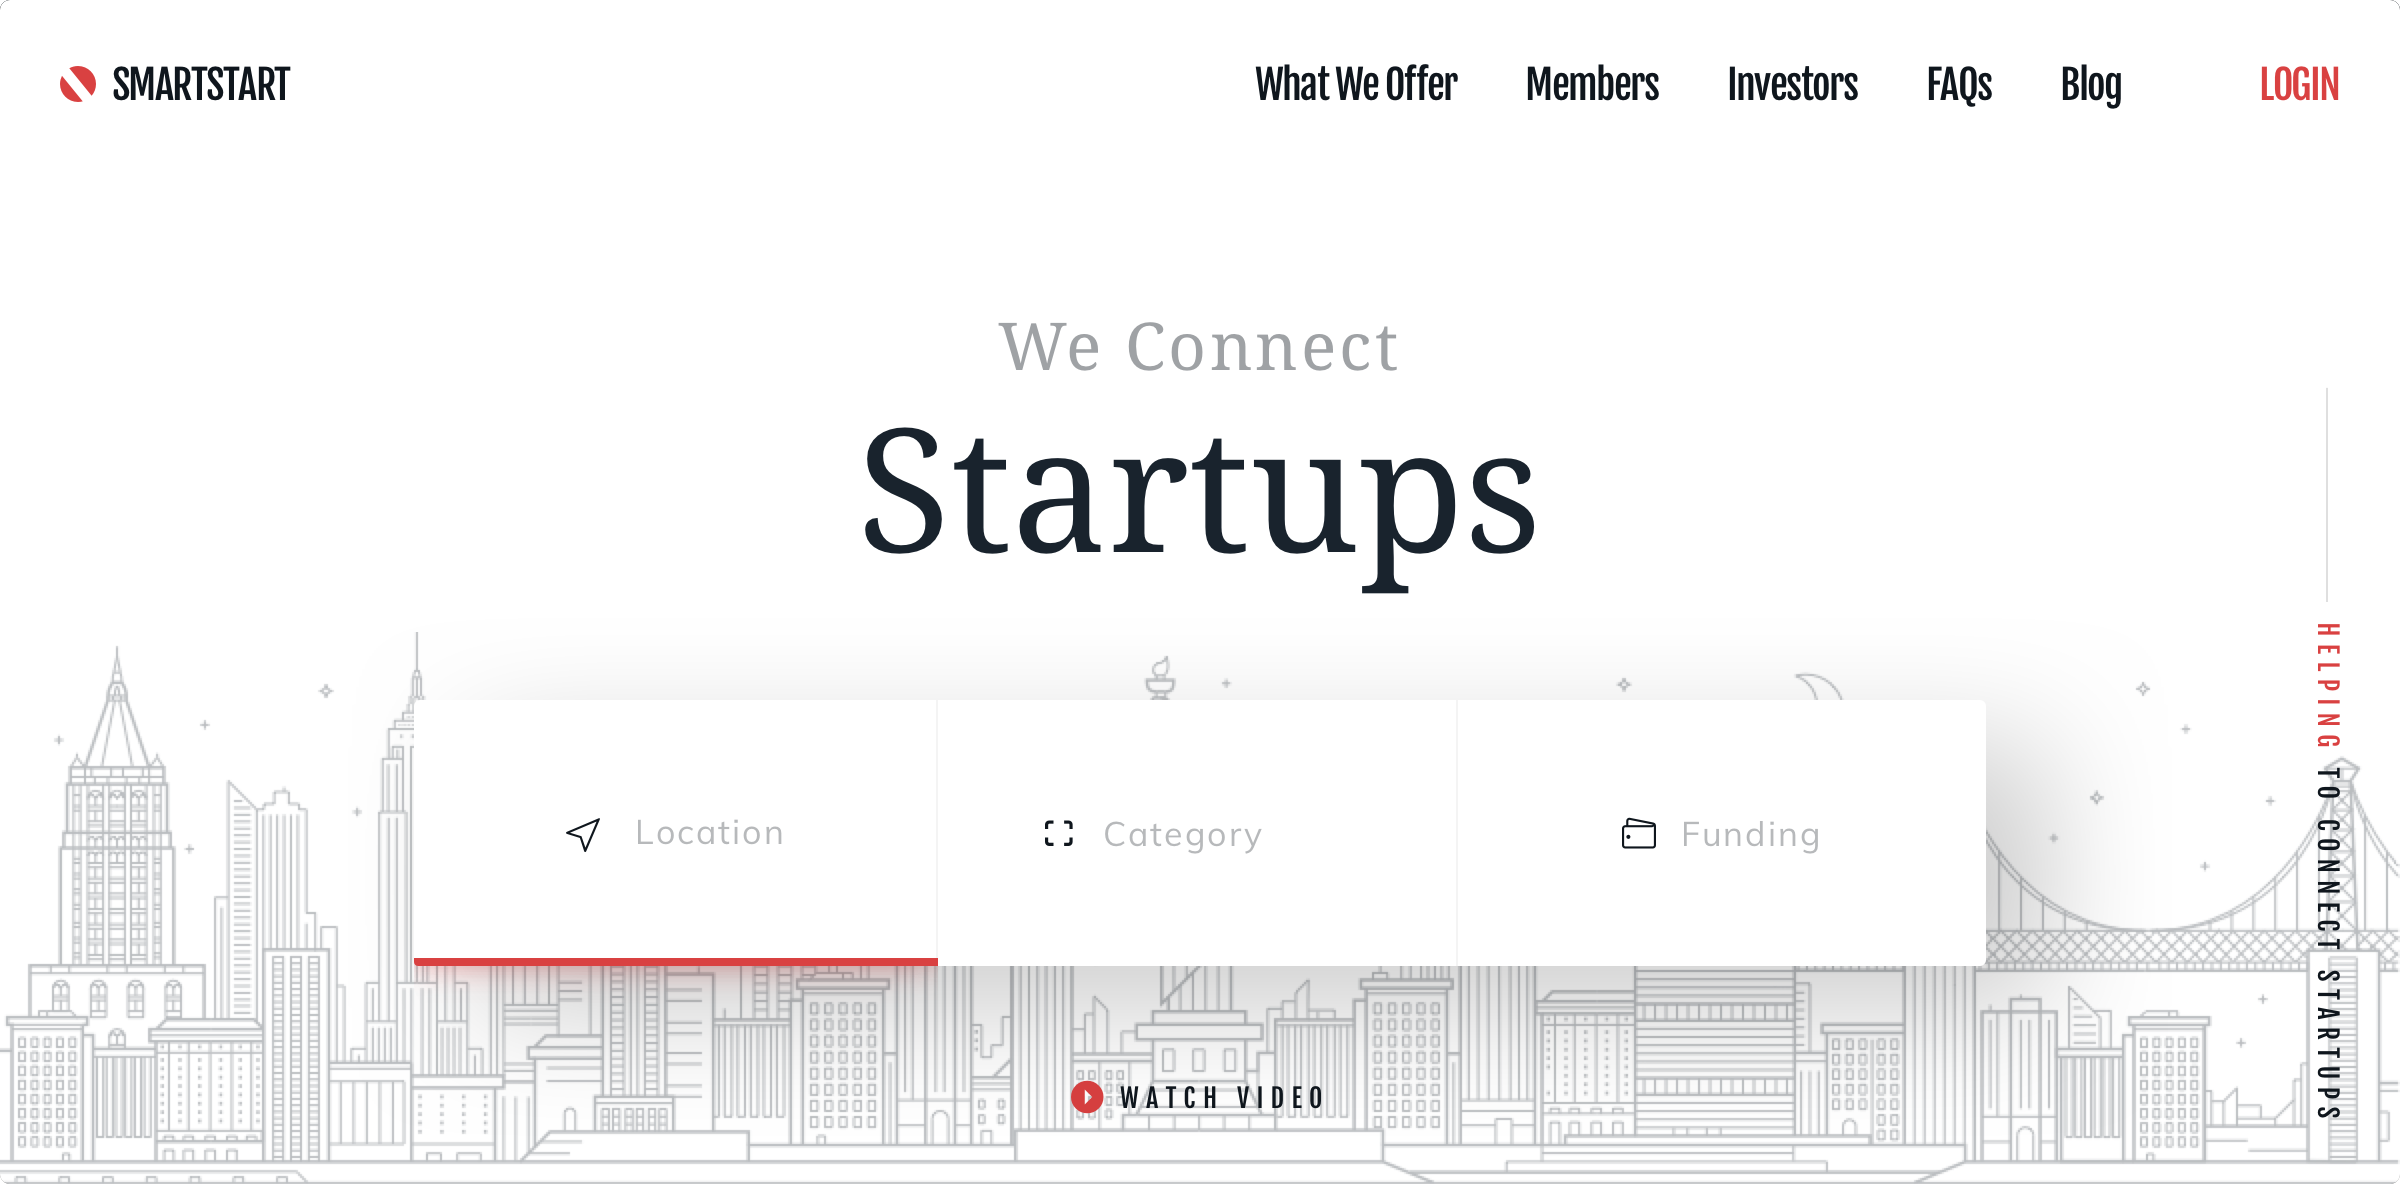 SMARTSTART
What We Offer
Members
Investors
FAQs
Blog
LOGIN
We Connect
Startups
Location
Category
Funding
WATCH VIDEO
HELPING TO CONNECT STARTUPS